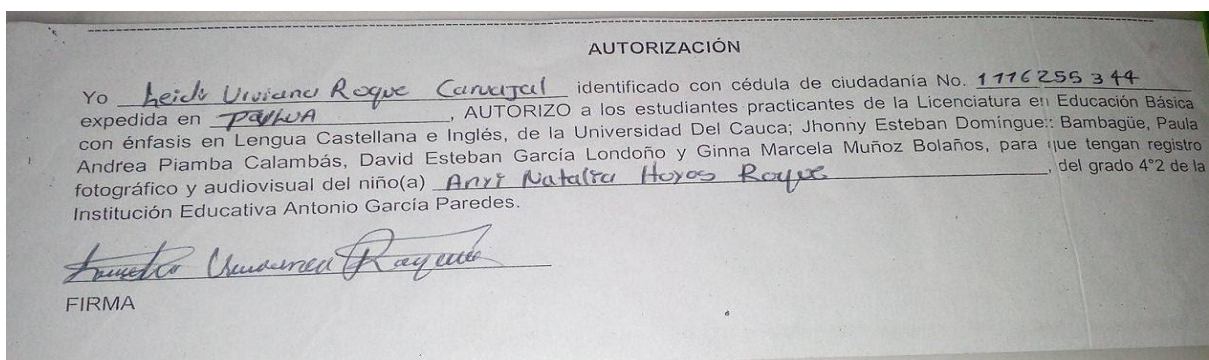 AUTORIZACIÓN
Yo Leidi Viviana Roque Carvajal identificado con cédula de ciudadanía No. 1116255344
expedida en , AUTORIZO a los estudiantes practicantes de la Licenciatura en Educación Básica
con énfasis en Lengua Castellana e Inglés, de la Universidad Del Cauca; Jhonny Esteban Domínguez Bambagüe, Paula
Andrea Piamba Calambás, David Esteban García Londoño y Ginna Marcela Muñoz Bolaños, para que tengan registro
fotográfico y audiovisual del niño(a) Anyi Natalia Hoyos Roque, del grado 4°2 de la
Institución Educativa Antonio García Paredes.
FIRMA